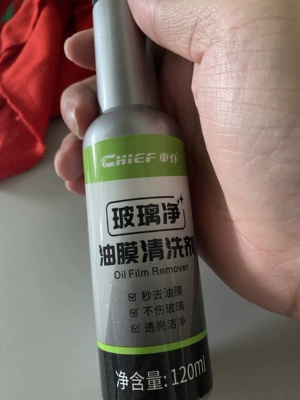 CHIEF 車仆
玻璃净
油膜清洗剂
Oil Film Remover
秒去油膜
不伤玻璃
透亮洁净
净含量:120ml